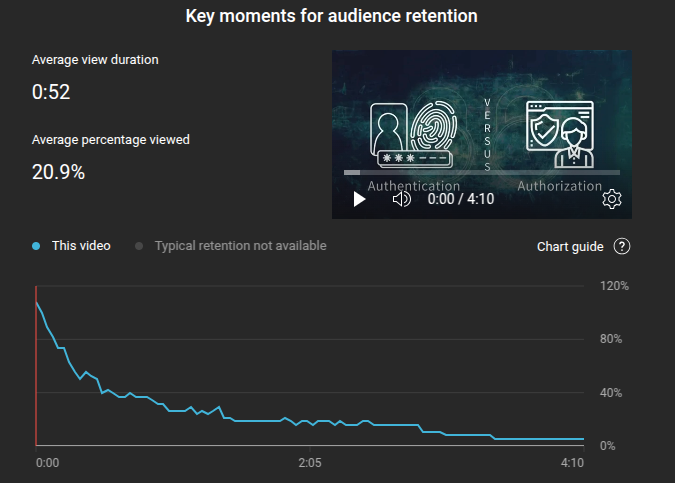 Key moments for audience retention
Average view duration
0:52
Average percentage viewed
20.9%
VERSUS
Authentication
Authorization
0:00 / 4:10
This video
Typical retention not available
Chart guide ?
120%
80%
40%
0%
0:00 2:05 4:10